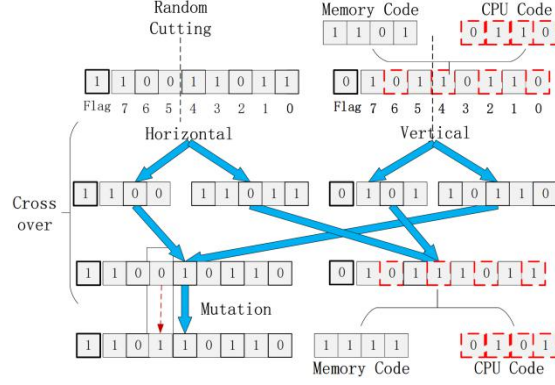 Random
Cutting
Memory Code
CPU Code
1 1 0 1
0 1 1 0
1 1 0 0 1 1 0 1 1
0 1 0 1 1 0 1 1 0
Flag 7 6 5 4 3 2 1 0
Flag 7 6 5 4 3 2 1 0
Horizontal
Vertical
Cross
over
1 1 0 0
1 1 0 1 1
0 1 0 1
1 0 1 1 0
1 1 0 0 1 0 1 1 0
0 1 0 1 1 1 0 1 1
Mutation
1 1 0 1 1 0 1 1 0
1 1 1 1
0 1 0 1
Memory Code
CPU Code